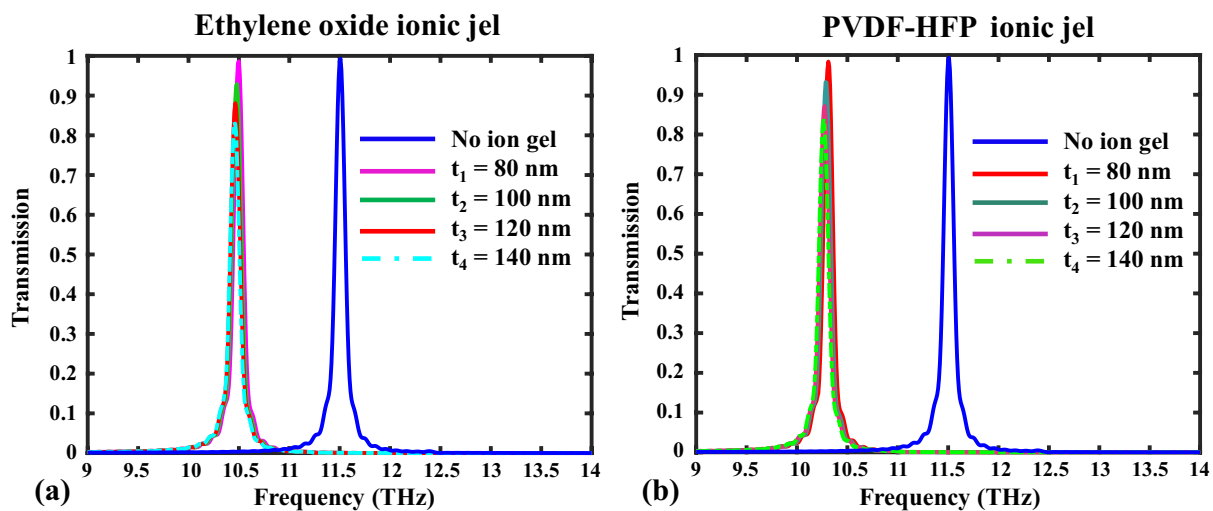 Ethylene oxide ionic jel
Transmission
1
0.9
0.8
0.7
0.6
0.5
0.4
0.3
0.2
0.1
0
No ion gel
t₁ = 80 nm
t₂ = 100 nm
t₃ = 120 nm
t₄ = 140 nm
9 9.5 10 10.5 11 11.5 12 12.5 13 13.5 14
(a) Frequency (THz)
PVDF-HFP ionic jel
Transmission
1
0.9
0.8
0.7
0.6
0.5
0.4
0.3
0.2
0.1
0
No ion gel
t₁ = 80 nm
t₂ = 100 nm
t₃ = 120 nm
t₄ = 140 nm
9 9.5 10 10.5 11 11.5 12 12.5 13 13.5 14
(b) Frequency (THz)